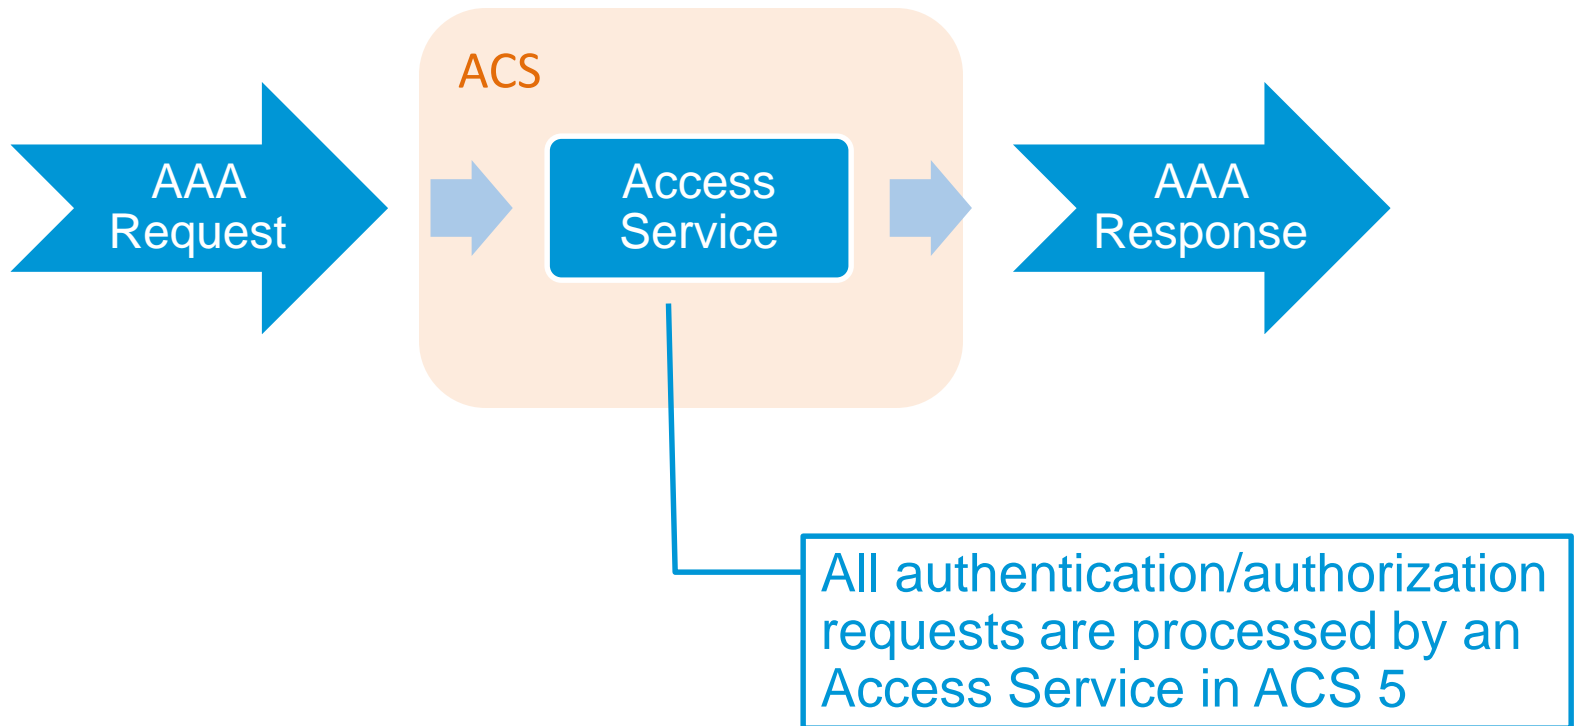 ACS
AAA
Request
Access
Service
AAA
Response
All authentication/authorization
requests are processed by an
Access Service in ACS 5